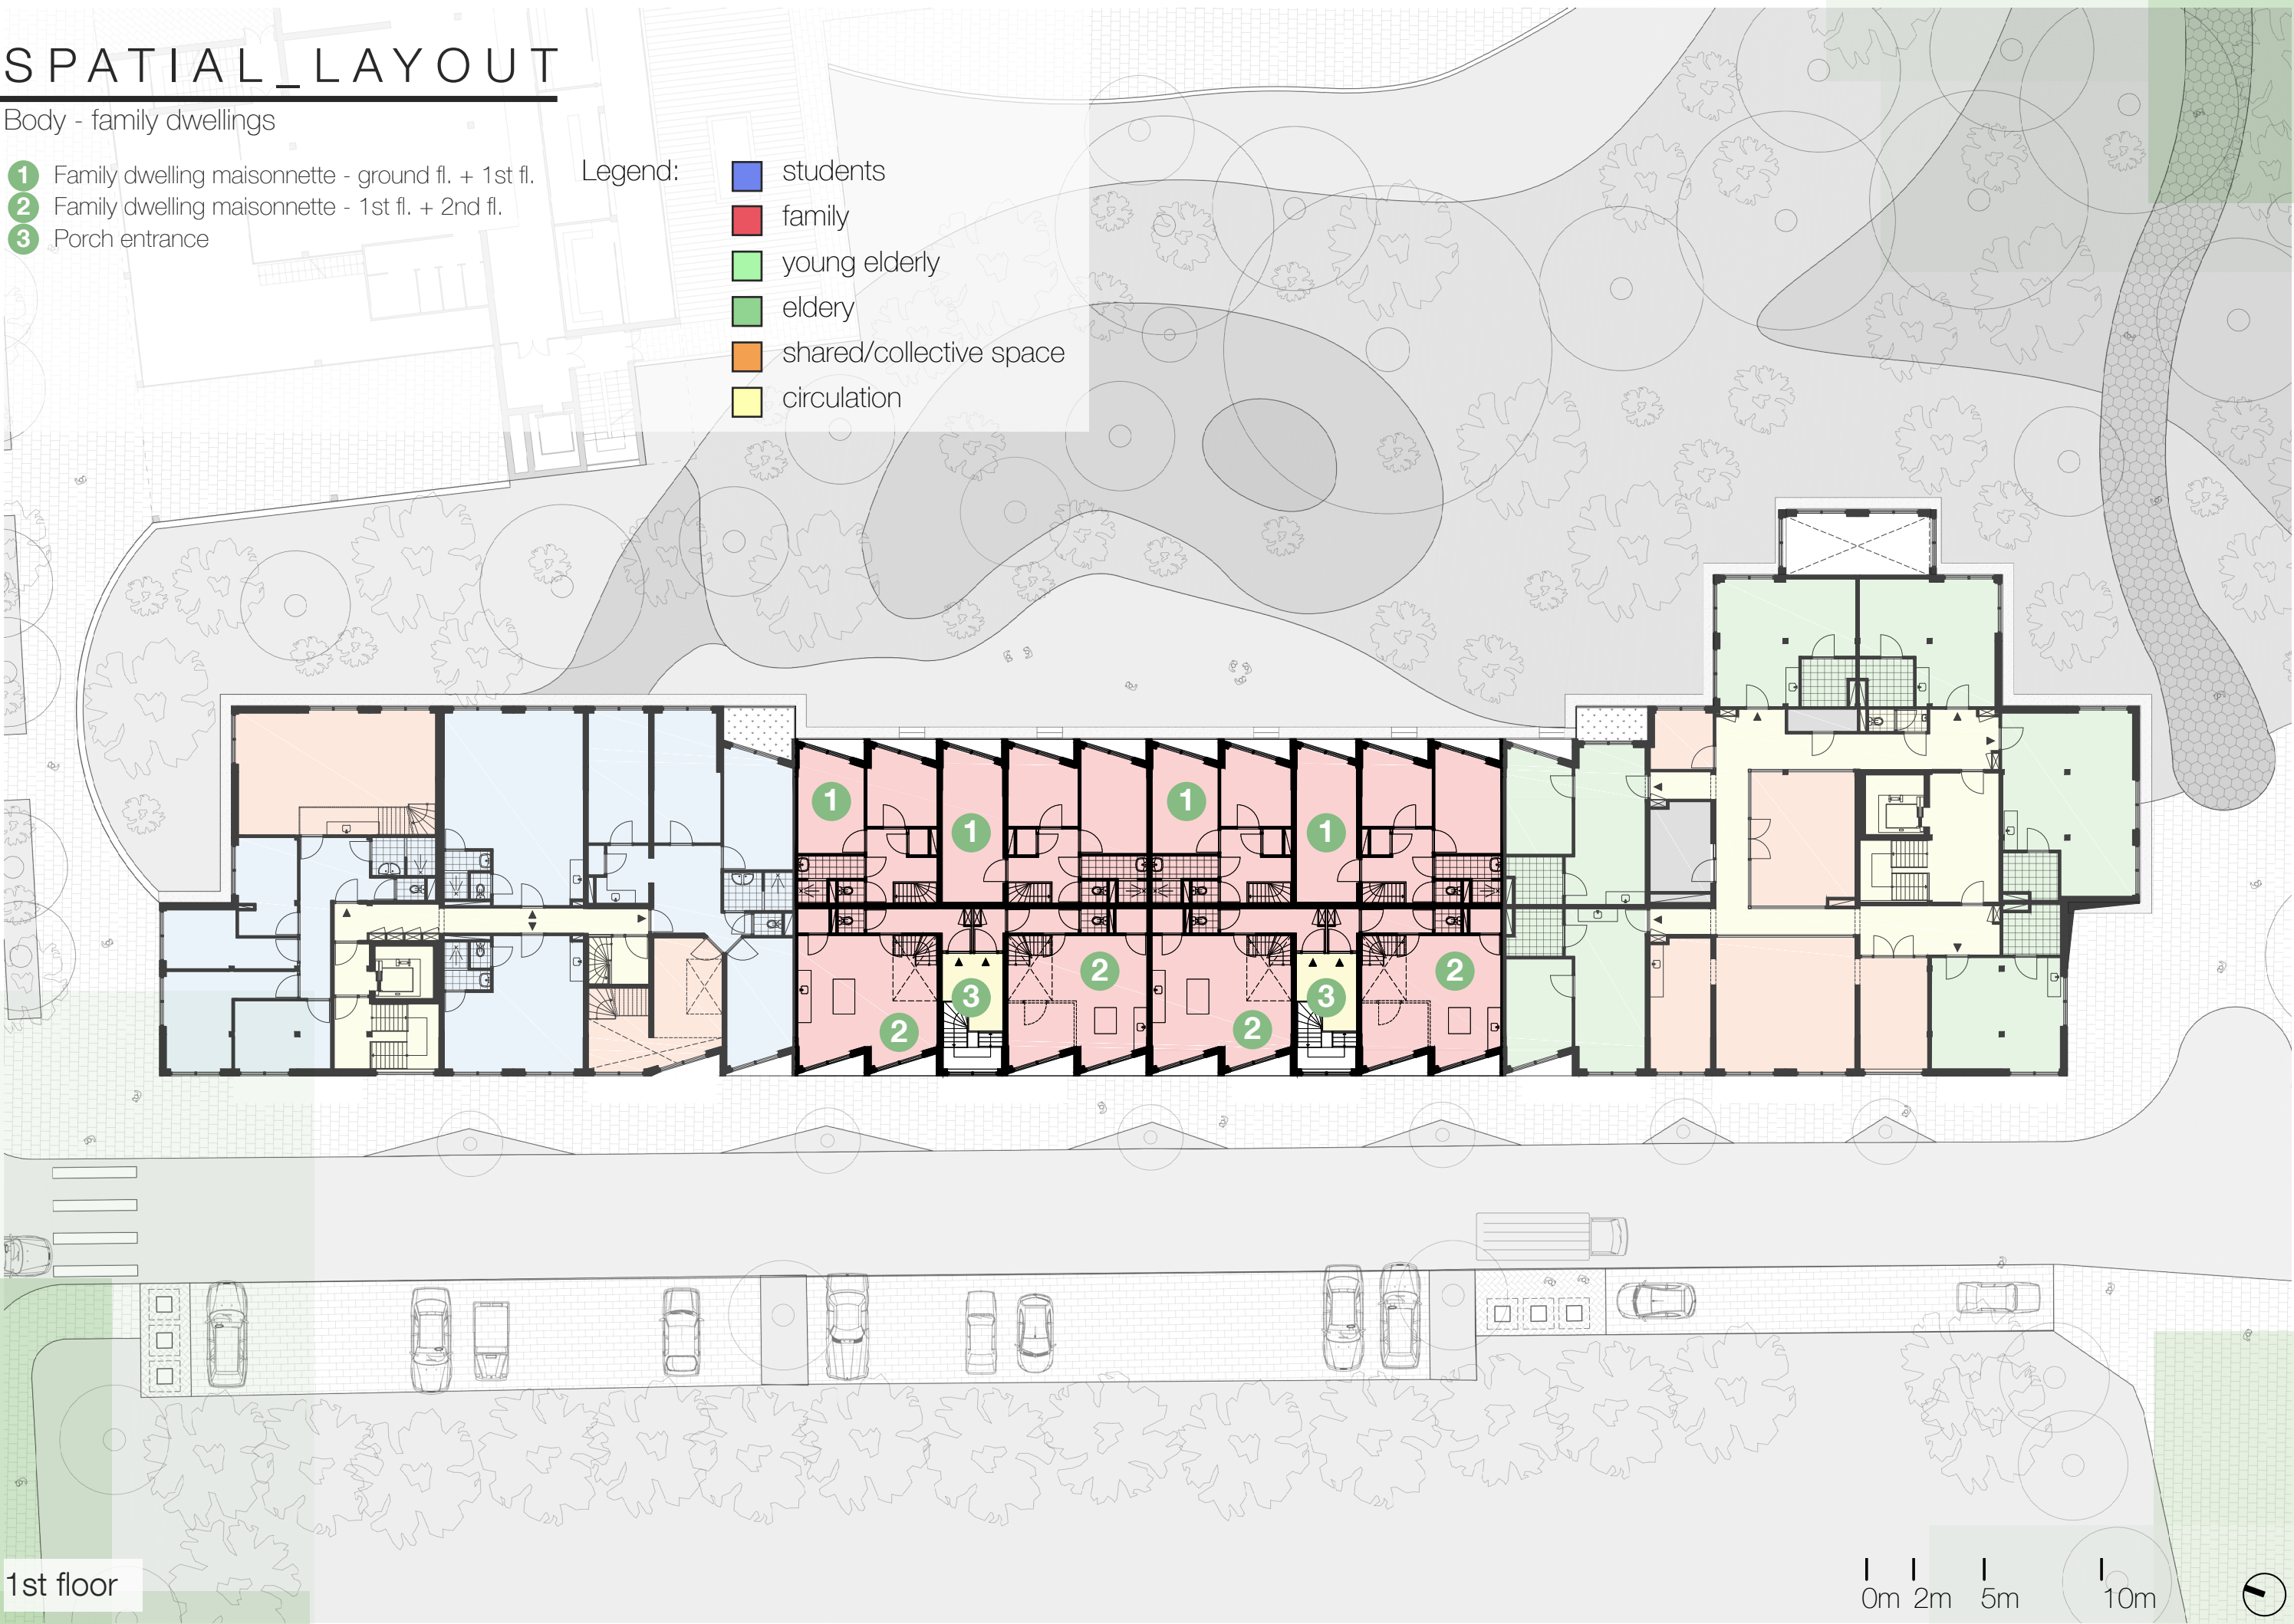 SPATIAL_LAYOUT
Body - family dwellings
1 Family dwelling maisonnette - ground fl. + 1st fl.
2 Family dwelling maisonnette - 1st fl. + 2nd fl.
3 Porch entrance
Legend:
students
family
young elderly
eldery
shared/collective space
circulation
1 1 1 1
2 3 2 2 3 2
1st floor
0m 2m 5m 10m